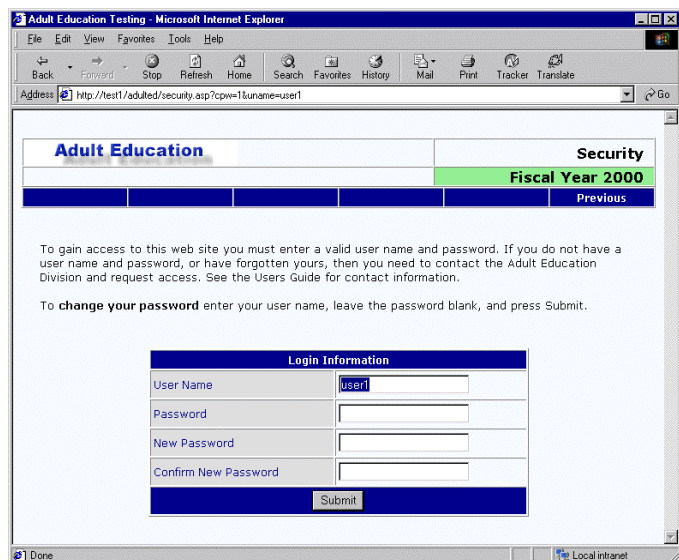 Adult Education Testing - Microsoft Internet Explorer
File Edit View Favorites Tools Help
Back Forward Stop Refresh Home Search Favorites History Mail Print Tracker Translate
Address http://test1/adulted/security.asp?cpw=1&uname=user1 Go
Adult Education Security
Fiscal Year 2000
Previous
To gain access to this web site you must enter a valid user name and password. If you do not have a
user name and password, or have forgotten yours, then you need to contact the Adult Education
Division and request access. See the Users Guide for contact information.
To change your password enter your user name, leave the password blank, and press Submit.
Login Information
User Name user1
Password
New Password
Confirm New Password
Submit
Done Local intranet